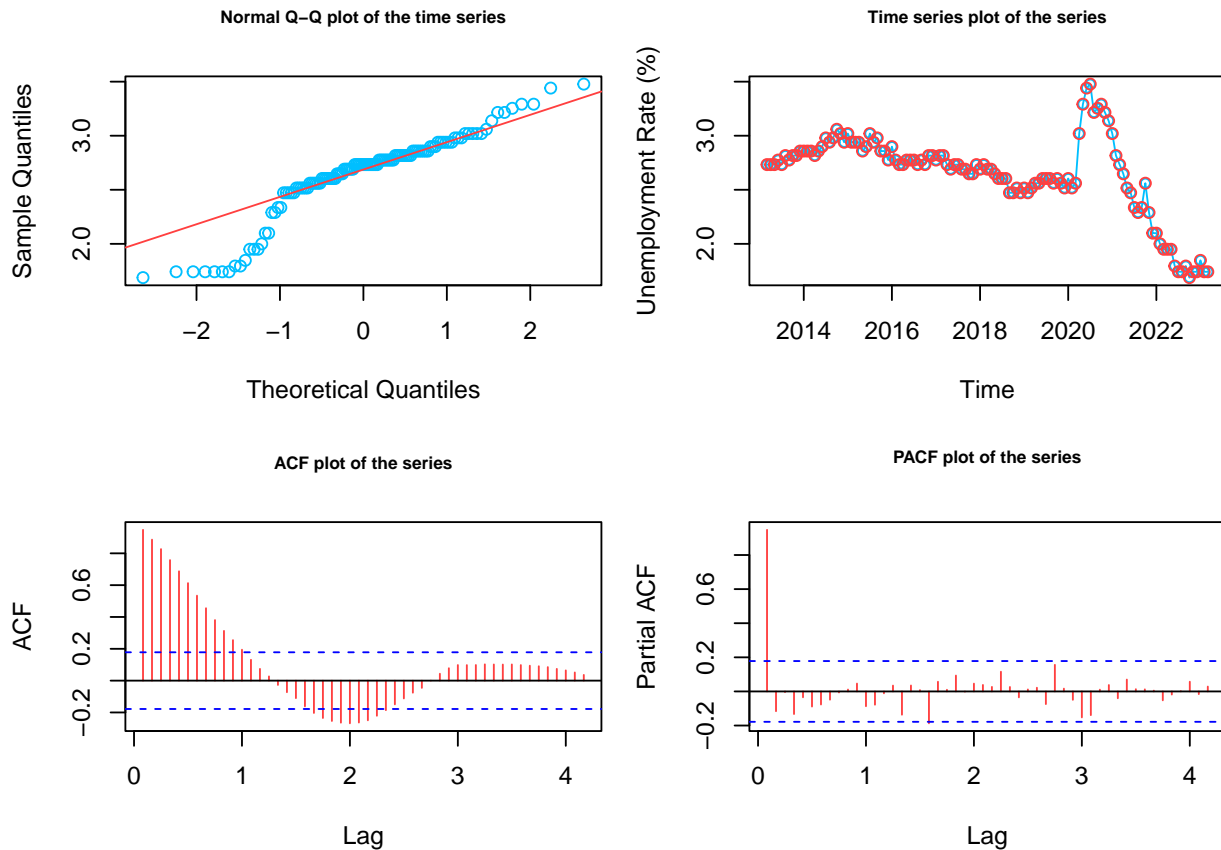 Normal Q−Q plot of the time series
Sample Quantiles
3.0
2.0
−2 −1 0 1 2
Theoretical Quantiles
Time series plot of the series
Unemployment Rate (%)
3.0
2.0
2014 2016 2018 2020 2022
Time
ACF plot of the series
ACF
0.6
0.2
−0.2
0 1 2 3 4
Lag
PACF plot of the series
Partial ACF
0.6
0.2
−0.2
0 1 2 3 4
Lag